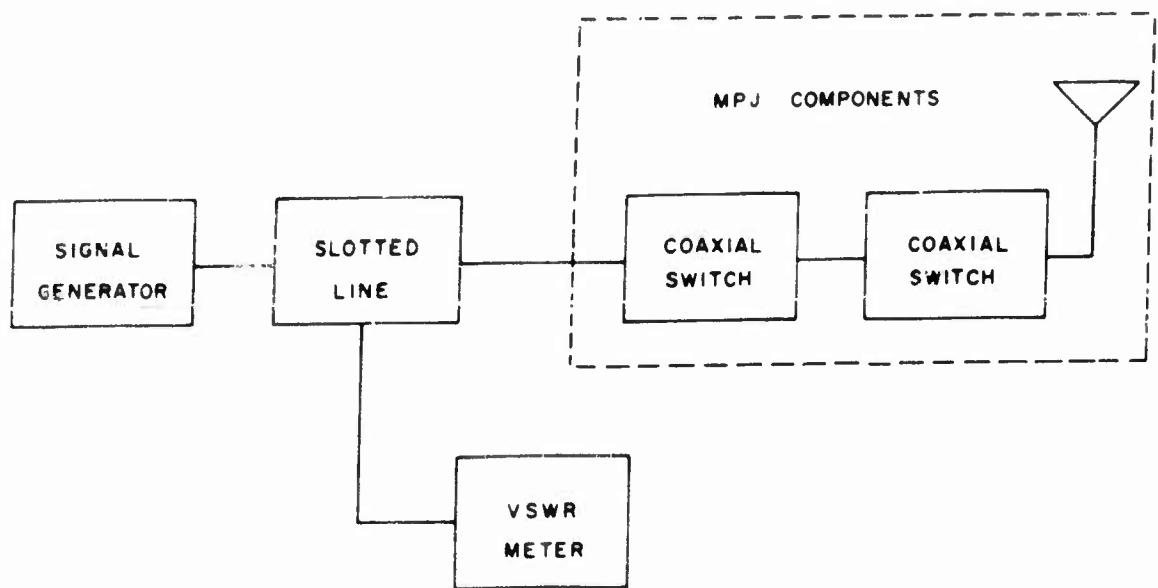 MPJ COMPONENTS
SIGNAL
GENERATOR
SLOTTED
LINE
COAXIAL
SWITCH
COAXIAL
SWITCH
VSWR
METER